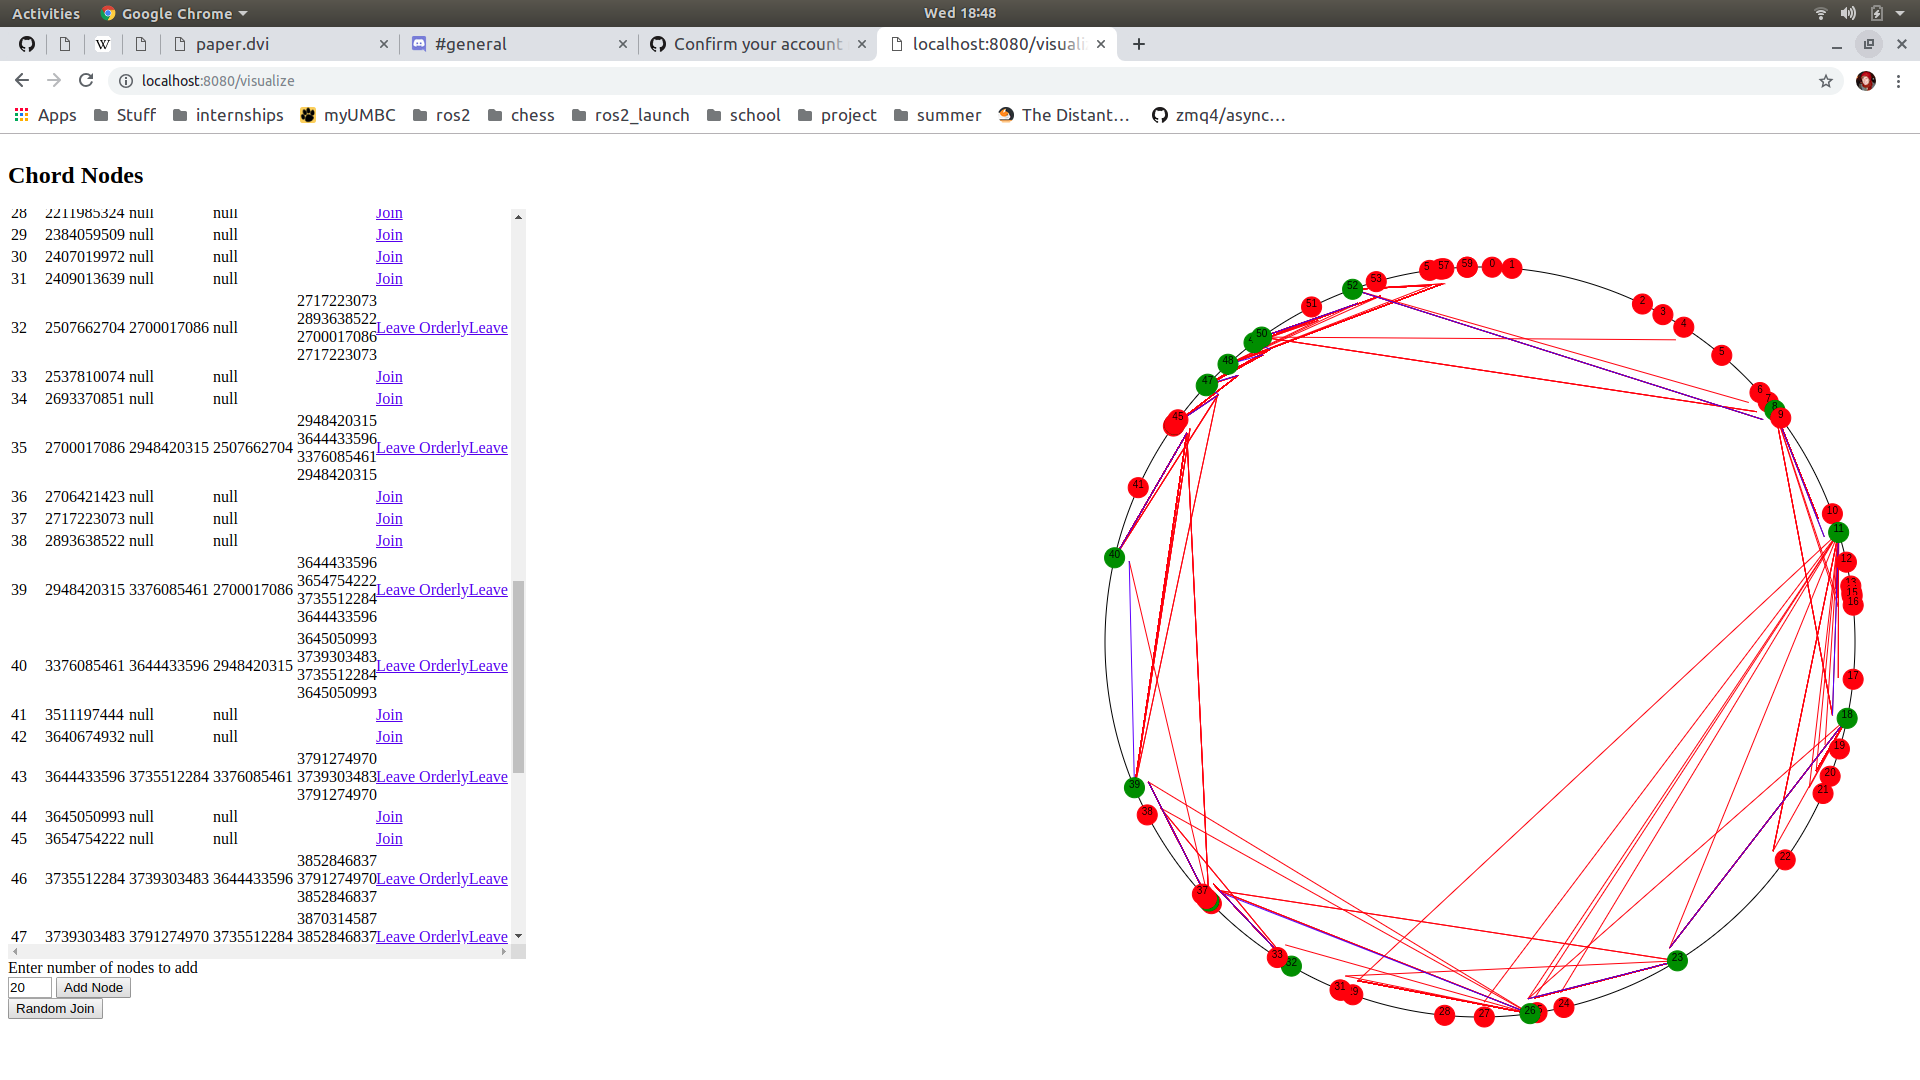 Activities Google Chrome Wed 18:48
paper.dvi #general Confirm your account localhost:8080/visuali
localhost:8080/visualize
Apps Stuff internships myUMBC ros2 chess ros2_launch school project summer The Distant… zmq4/async…
Chord Nodes
28 2211985324 null null Join
29 2384059509 null null Join
30 2407019972 null null Join
31 2409013639 null null Join
2717223073
2893638522
32 2507662704 2700017086 null Leave OrderlyLeave
2700017086
2717223073
33 2537810074 null null Join
34 2693370851 null null Join
2948420315
3644433596
35 2700017086 2948420315 2507662704 Leave OrderlyLeave
3376085461
2948420315
36 2706421423 null null Join
37 2717223073 null null Join
38 2893638522 null null Join
3644433596
3654754222
39 2948420315 3376085461 2700017086 Leave OrderlyLeave
3735512284
3644433596
3645050993
3739303483
40 3376085461 3644433596 2948420315 Leave OrderlyLeave
3735512284
3645050993
41 3511197444 null null Join
42 3640674932 null null Join
3791274970
43 3644433596 3735512284 3376085461 3739303483 Leave OrderlyLeave
3791274970
44 3645050993 null null Join
45 3654754222 null null Join
3852846837
46 3735512284 3739303483 3644433596 3791274970 Leave OrderlyLeave
3852846837
3870314587
47 3739303483 3791274970 3735512284 3852846837 Leave OrderlyLeave
Enter number of nodes to add
20 Add Node
Random Join
0
1
2
3
4
5
6
7
8
9
10
11
12
13
15
16
17
18
19
20
21
22
23
24
26
27
28
31
32
33
37
38
39
40
41
45
47
48
50
51
52
53
57
59